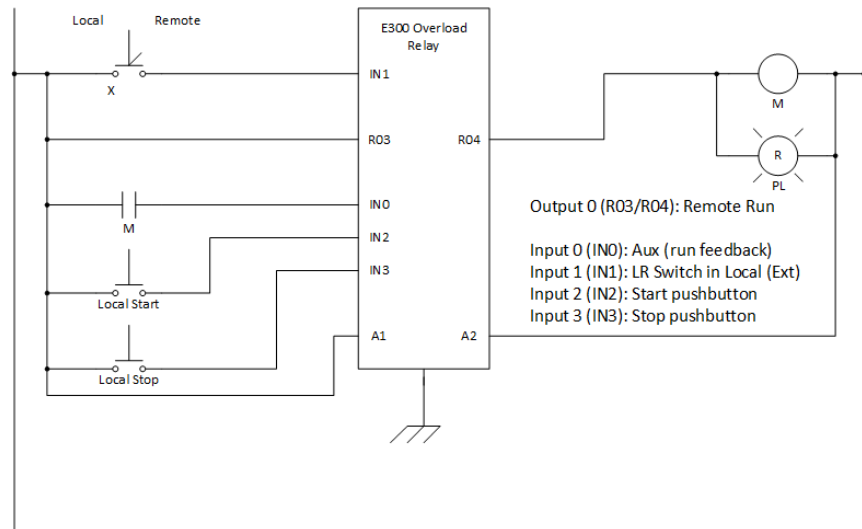 Local Remote
E300 Overload
Relay
X
IN1
M
R03
R04
R
PL
M
IN0
Output 0 (R03/R04): Remote Run
IN2
Input 0 (IN0): Aux (run feedback)
IN3
Input 1 (IN1): LR Switch in Local (Ext)
Local Start
Input 2 (IN2): Start pushbutton
Input 3 (IN3): Stop pushbutton
A1
A2
Local Stop